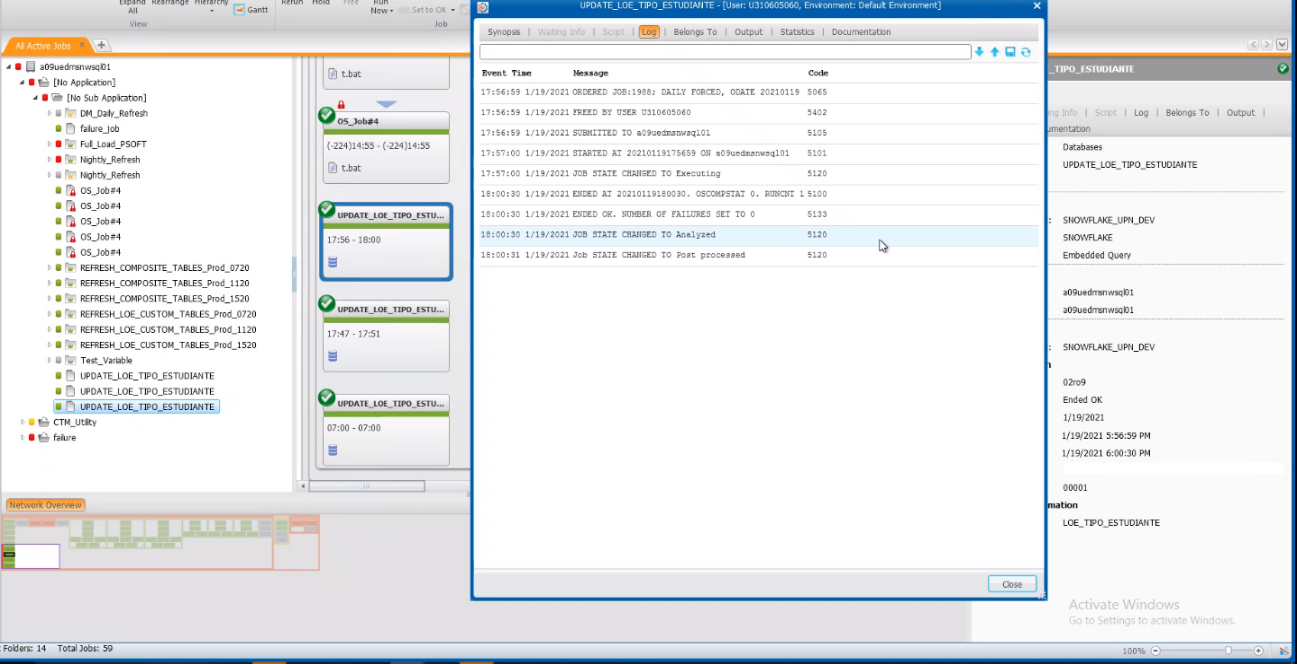 Expand Rearrange Hierarchy Rerun Hold Free Run
All Gantt Now Set to OK
View Job
All Active Jobs
a09uedmsnwsql01
[No Application]
[No Sub Application]
DM_Daily_Refresh
failure_job
Full_Load_PSOFT
Nightly_Refresh
Nightly_Refresh
OS_Job#4
OS_Job#4
OS_Job#4
OS_Job#4
OS_Job#4
REFRESH_COMPOSITE_TABLES_Prod_0720
REFRESH_COMPOSITE_TABLES_Prod_1120
REFRESH_COMPOSITE_TABLES_Prod_1520
REFRESH_LOE_CUSTOM_TABLES_Prod_0720
REFRESH_LOE_CUSTOM_TABLES_Prod_1120
REFRESH_LOE_CUSTOM_TABLES_Prod_1520
Test_Variable
UPDATE_LOE_TIPO_ESTUDIANTE
UPDATE_LOE_TIPO_ESTUDIANTE
UPDATE_LOE_TIPO_ESTUDIANTE
CTM_Utility
failure
t.bat
OS_Job#4
(-224)14:55 - (-224)14:55
t.bat
UPDATE_LOE_TIPO_ESTU...
17:56 - 18:00
UPDATE_LOE_TIPO_ESTU...
17:47 - 17:51
UPDATE_LOE_TIPO_ESTU...
07:00 - 07:00
UPDATE_LOE_TIPO_ESTUDIANTE - [User: U310605060, Environment: Default Environment]
Synopsis | Waiting Info | Script | Log | Belongs To | Output | Statistics | Documentation
Event Time Message Code
17:56:59 1/19/2021 ORDERED JOB:1988; DAILY FORCED, ODATE 20210119 5065
17:56:59 1/19/2021 FREED BY USER U310605060 5402
17:56:59 1/19/2021 SUBMITTED TO a09uedmsnwsql01 5105
17:57:00 1/19/2021 STARTED AT 20210119175659 ON a09uedmsnwsql01 5101
17:57:00 1/19/2021 JOB STATE CHANGED TO Executing 5120
18:00:30 1/19/2021 ENDED AT 20210119180030. OSCOMPSTAT 0. RUNCNT 1 5100
18:00:30 1/19/2021 ENDED OK. NUMBER OF FAILURES SET TO 0 5133
18:00:30 1/19/2021 JOB STATE CHANGED TO Analyzed 5120
18:00:31 1/19/2021 Job STATE CHANGED TO Post processed 5120
Close
_TIPO_ESTUDIANTE
ng Info | Script | Log | Belongs To | Output |
umentation
Databases
UPDATE_LOE_TIPO_ESTUDIANTE
: SNOWFLAKE_UPN_DEV
SNOWFLAKE
Embedded Query
a09uedmsnwsql01
a09uedmsnwsql01
: SNOWFLAKE_UPN_DEV
02ro9
Ended OK
1/19/2021
1/19/2021 5:56:59 PM
1/19/2021 6:00:30 PM
00001
mation
LOE_TIPO_ESTUDIANTE
Network Overview
Activate Windows
Go to Settings to activate Windows.
Folders: 14 Total Jobs: 59
100%